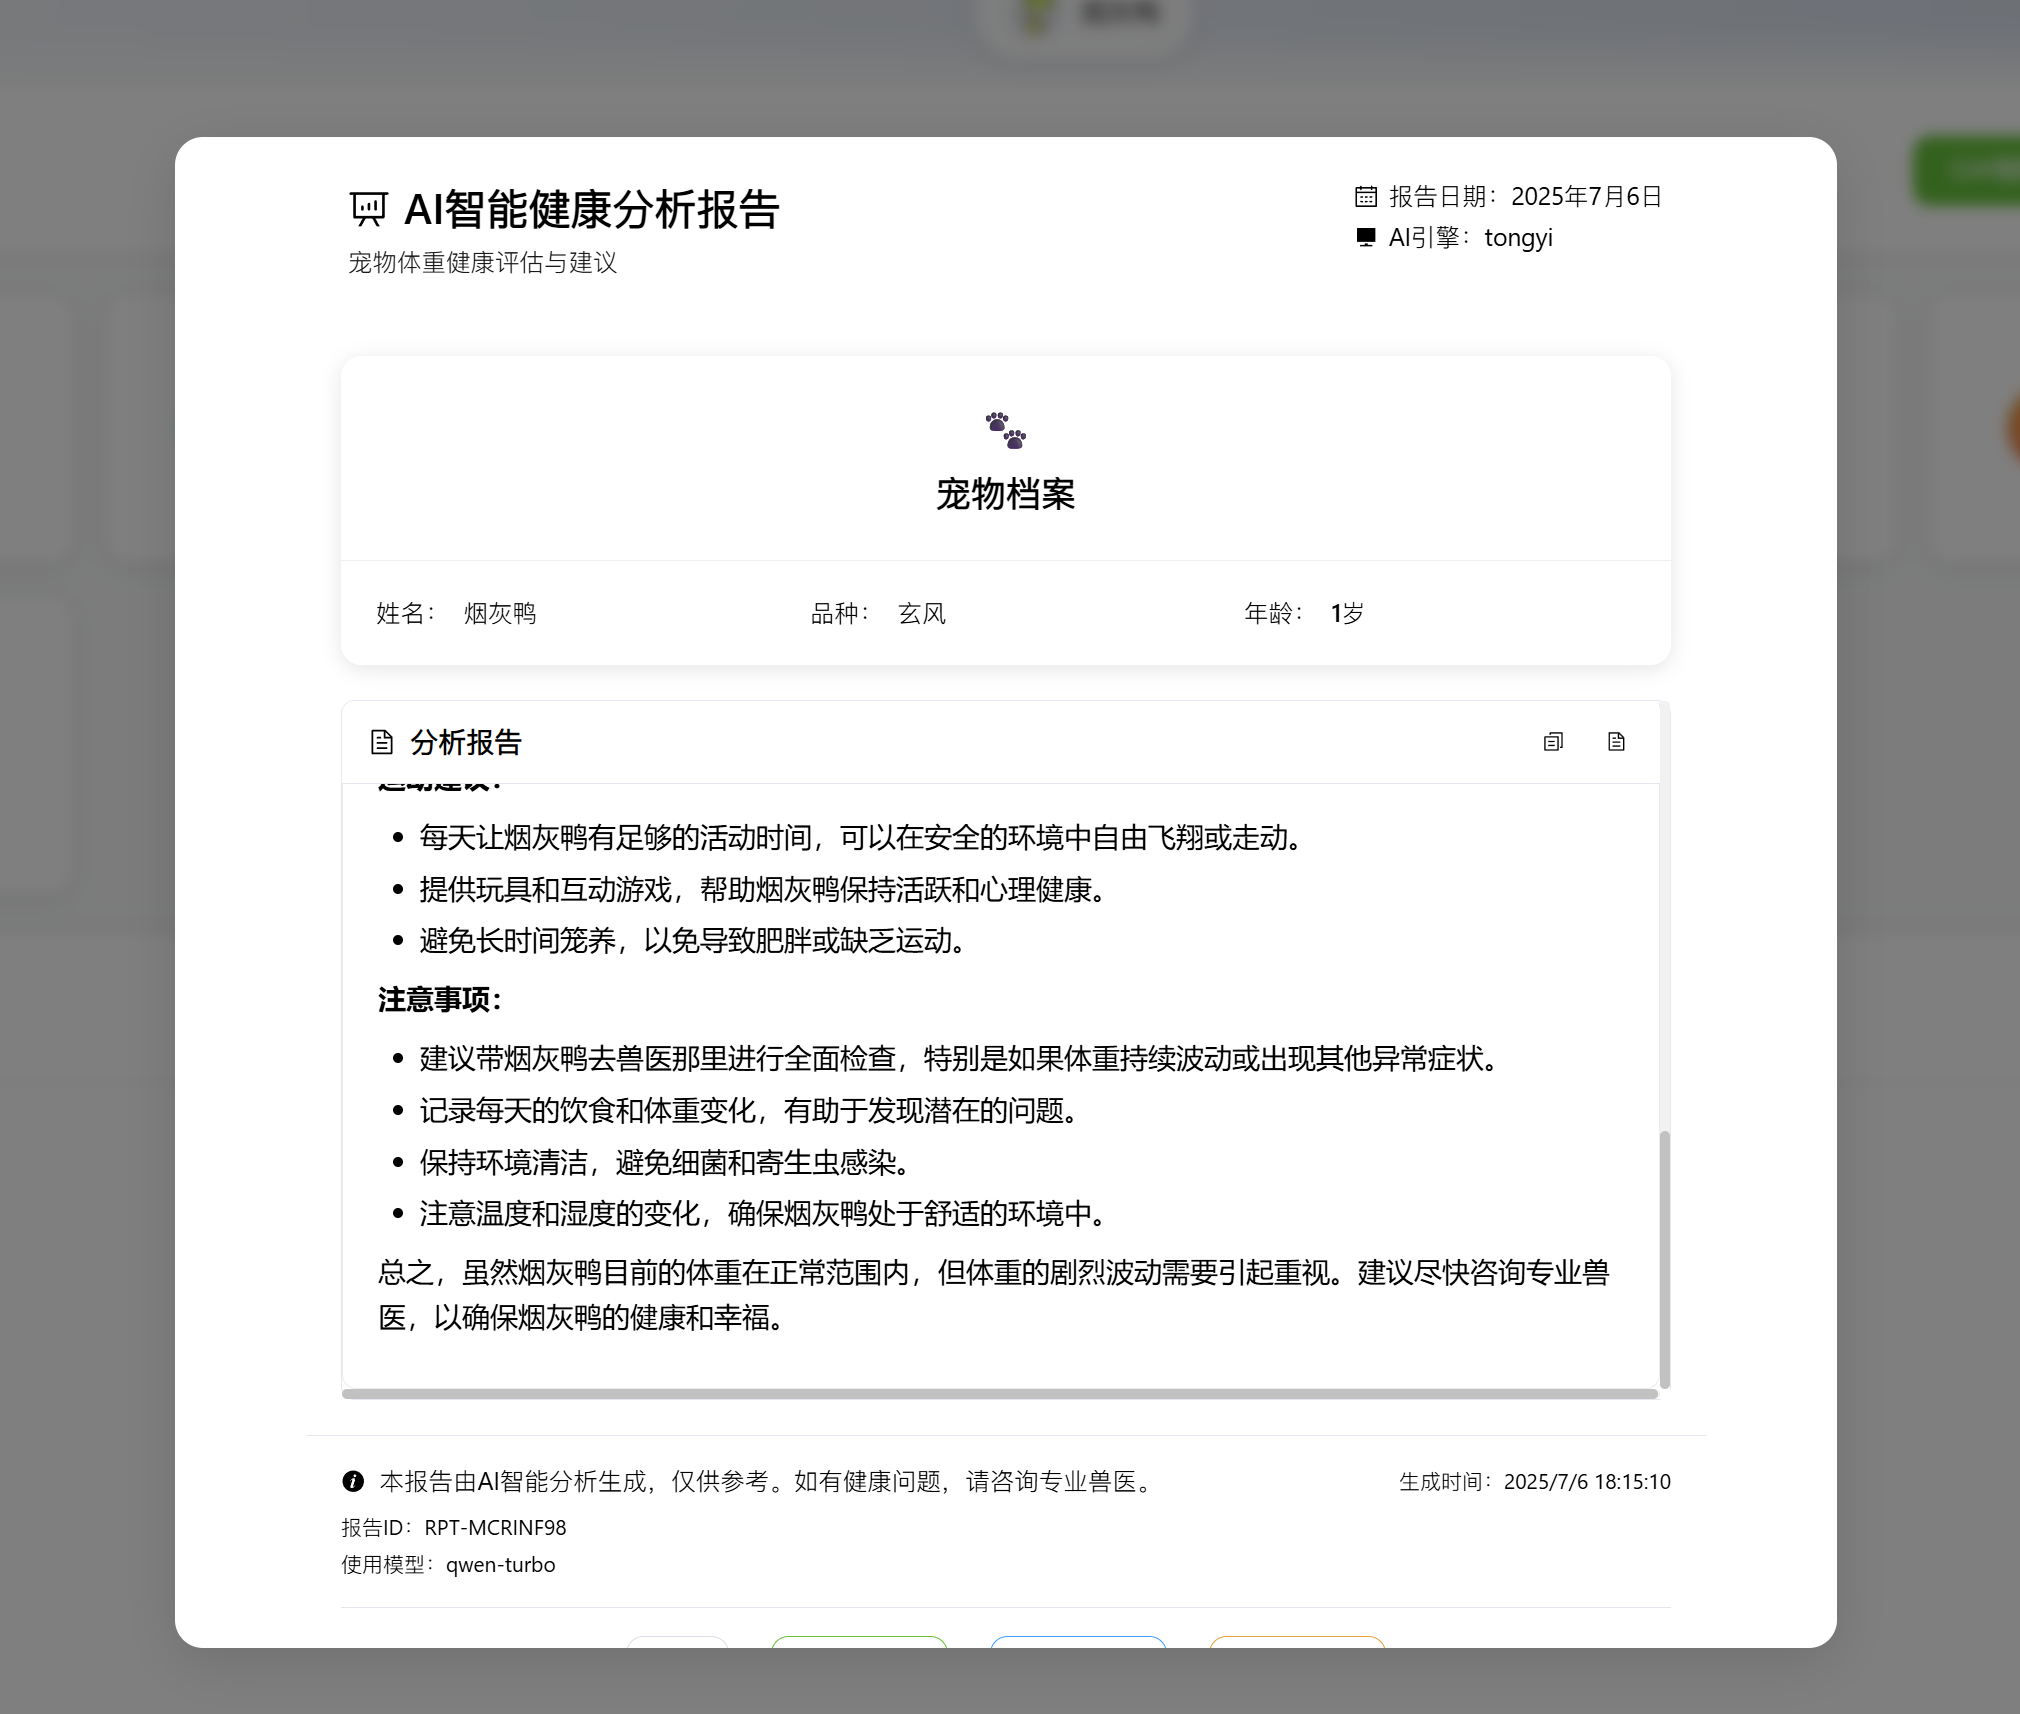 AI智能健康分析报告
宠物体重健康评估与建议
报告日期：2025年7月6日
AI引擎：tongyi
宠物档案
姓名：烟灰鸭
品种：玄风
年龄：1岁
分析报告
每天让烟灰鸭有足够的活动时间，可以在安全的环境中自由飞翔或走动。
提供玩具和互动游戏，帮助烟灰鸭保持活跃和心理健康。
避免长时间笼养，以免导致肥胖或缺乏运动。
注意事项：
建议带烟灰鸭去兽医那里进行全面检查，特别是如果体重持续波动或出现其他异常症状。
记录每天的饮食和体重变化，有助于发现潜在的问题。
保持环境清洁，避免细菌和寄生虫感染。
注意温度和湿度的变化，确保烟灰鸭处于舒适的环境中。
总之，虽然烟灰鸭目前的体重在正常范围内，但体重的剧烈波动需要引起重视。建议尽快咨询专业兽
医，以确保烟灰鸭的健康和幸福。
本报告由AI智能分析生成，仅供参考。如有健康问题，请咨询专业兽医。
生成时间：2025/7/6 18:15:10
报告ID：RPT-MCRINF98
使用模型：qwen-turbo